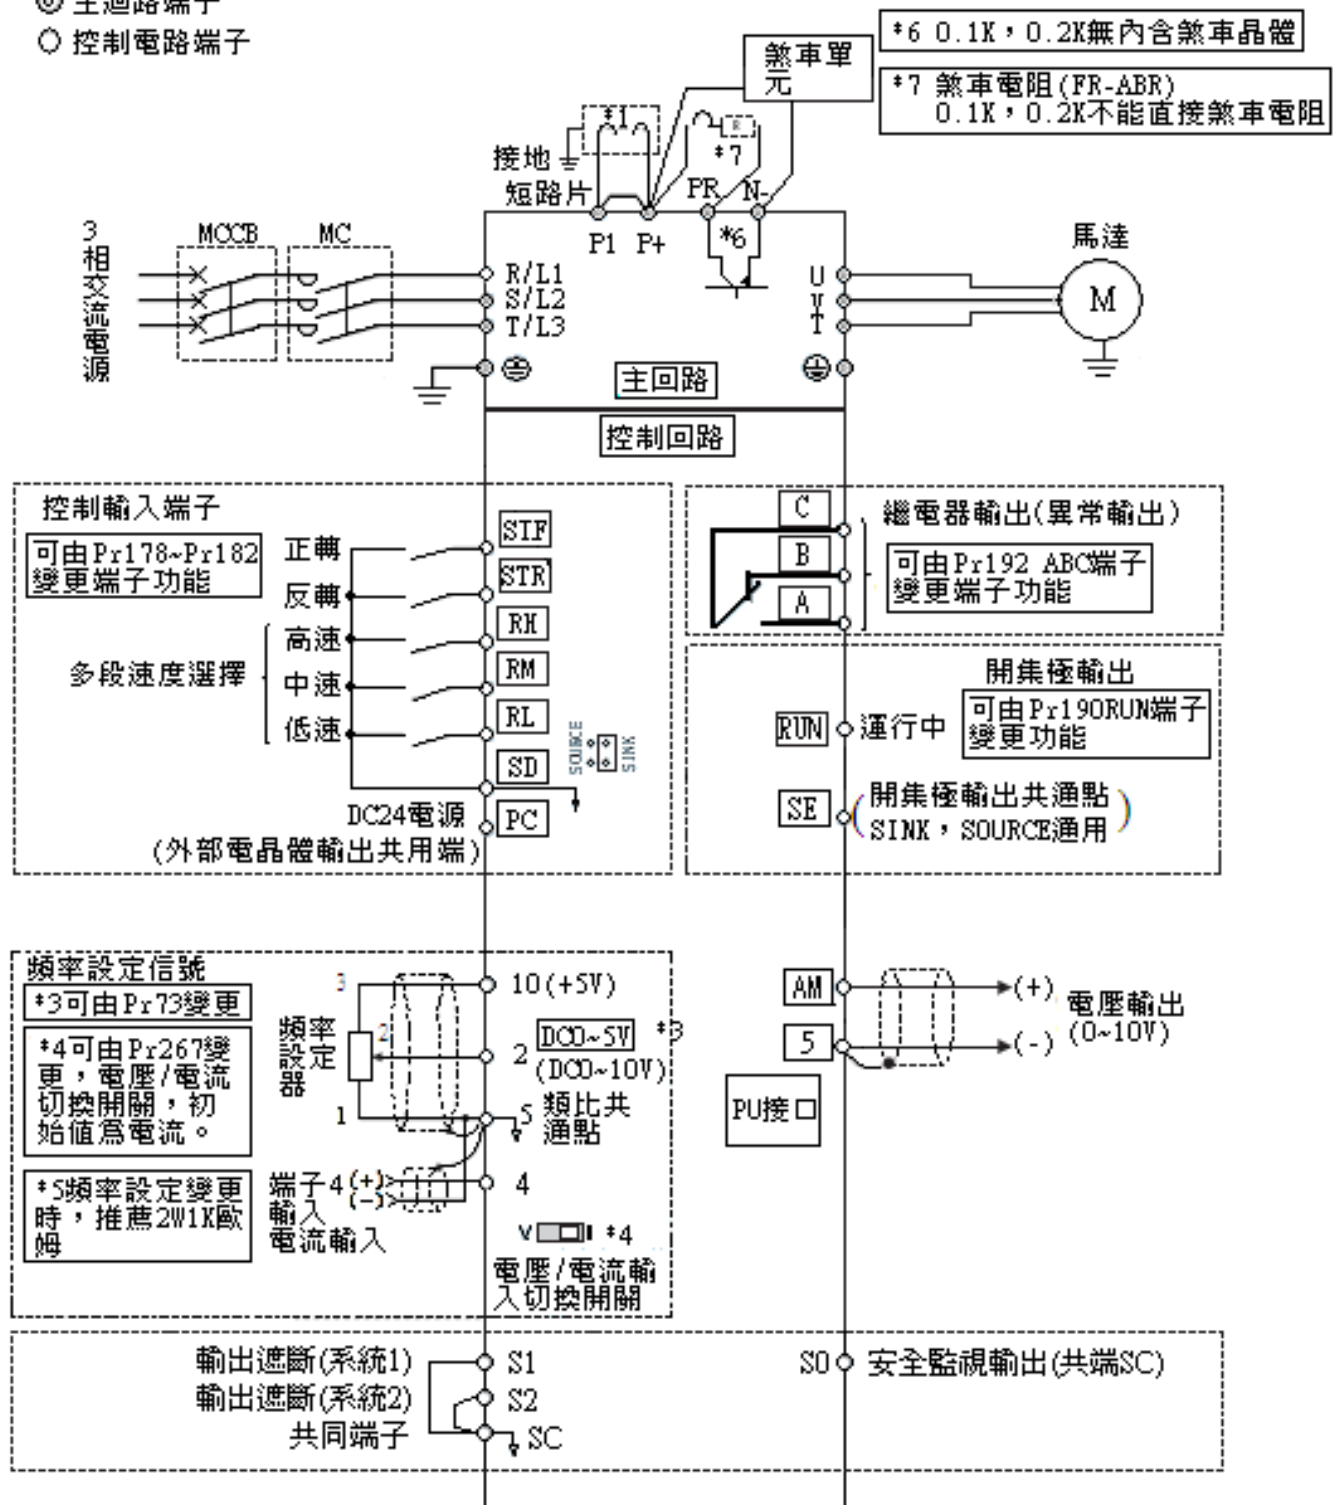 主迴路端子
控制電路端子
*6 0.1K，0.2K無內含煞車晶體
*7 煞車電阻(FR-ABR)
0.1K，0.2K不能直接煞車電阻
煞車單
元
*1
接地
短路片
R
*7
PR
N-
P1
P+
*6
3
相
交
流
電
源
MCCB
MC
R/L1
S/L2
T/L3
U
V
T
馬達
M
主回路
控制回路
控制輸入端子
可由Pr178~Pr182
變更端子功能
正轉
反轉
高速
中速
低速
多段速度選擇
STF
STR
RH
RM
RL
SD
PC
SOURCE
SINK
DC24電源
(外部電晶體輸出共用端)
C
B
A
繼電器輸出(異常輸出)
可由Pr192 ABC端子
變更端子功能
開集極輸出
RUN
運行中
可由Pr190RUN端子
變更功能
SE
(開集極輸出共通點
SINK，SOURCE通用)
頻率設定信號
*3可由Pr73變更
*4可由Pr267變
更，電壓/電流
切換開關，初
始值為電流。
*5頻率設定變更
時，推薦2W1K歐
姆
頻率
設定
器
3
2
1
10(+5V)
2
DC0~5V
*3
(DC0~10V)
5
類比共
通點
端子4(+)
(-)
輸入
電流輸入
4
V
I
*4
電壓/電流輸
入切換開關
AM
5
(+)
(-)
電壓輸出
(0~10V)
PU接口
輸出遮斷(系統1)
輸出遮斷(系統2)
共同端子
S1
S2
SC
SO
安全監視輸出(共端SC)